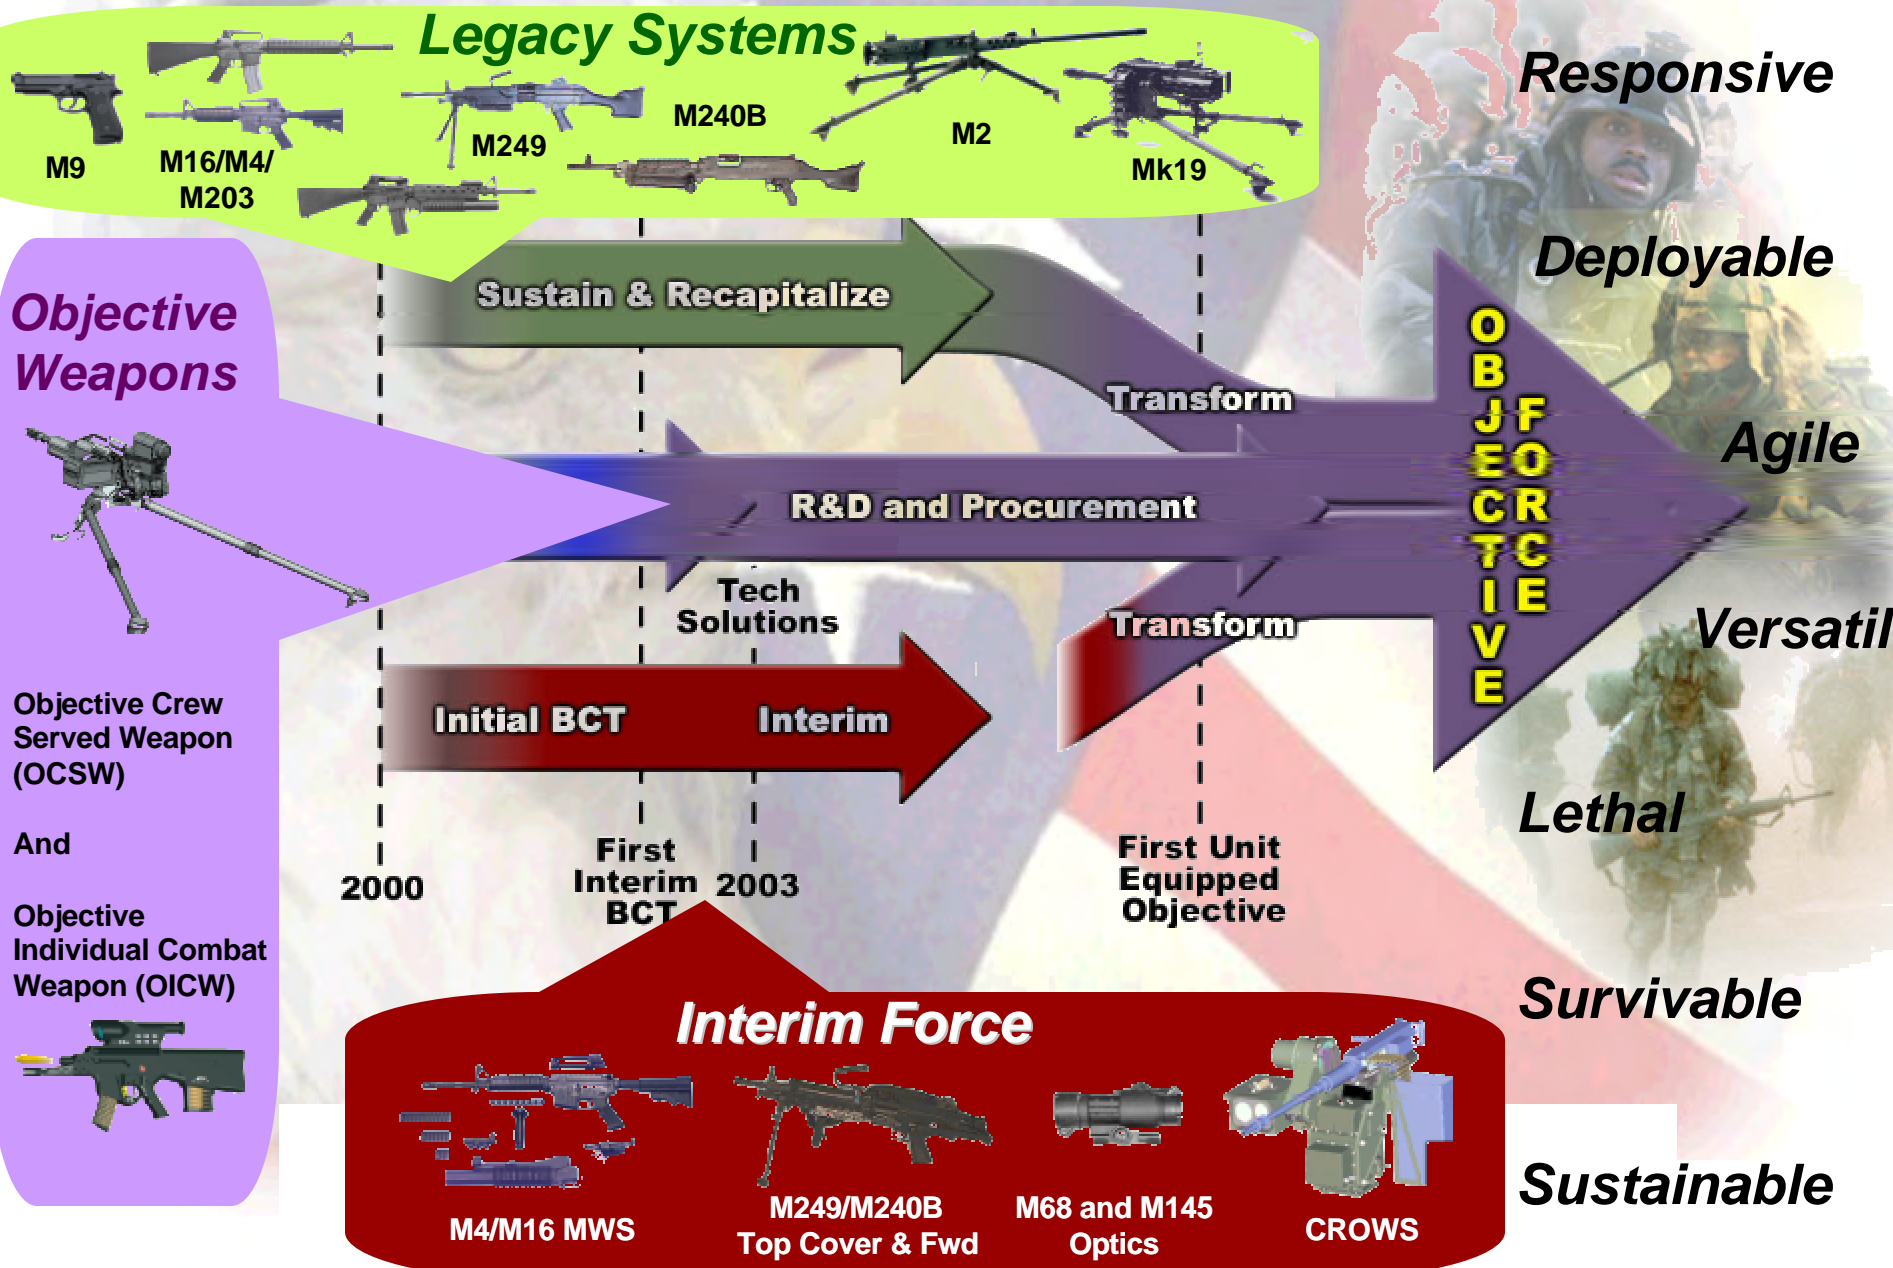 Legacy Systems
M9
M16/M4/
M203
M249
M240B
M2
Mk19
Responsive
Deployable
Agile
Versatil
Lethal
Survivable
Sustainable
Objective
Weapons
Objective Crew
Served Weapon
(OCSW)
And
Objective
Individual Combat
Weapon (OICW)
Sustain & Recapitalize
Transform
R&D and Procurement
Tech
Solutions
Transform
Initial BCT
Interim
OBJECTIVE
FORCE
2000
First
Interim
BCT
2003
First Unit
Equipped
Objective
Interim Force
M4/M16 MWS
M249/M240B
Top Cover & Fwd
M68 and M145
Optics
CROWS